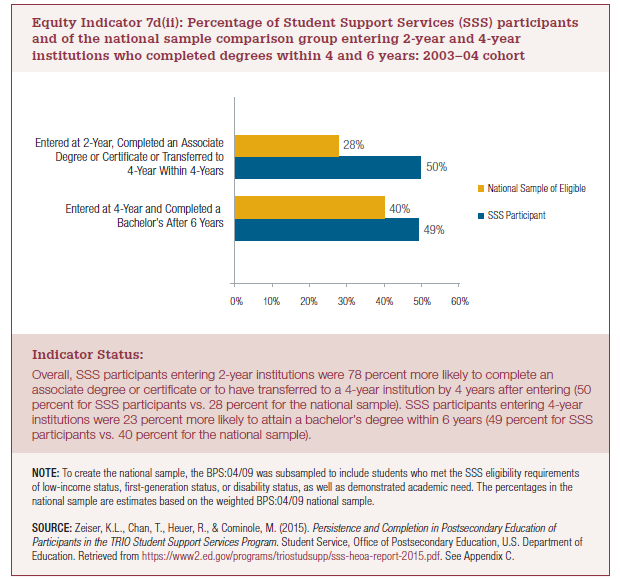 Equity Indicator 7d(ii): Percentage of Student Support Services (SSS) participants
and of the national sample comparison group entering 2-year and 4-year
institutions who completed degrees within 4 and 6 years: 2003–04 cohort
Entered at 2-Year, Completed an Associate
Degree or Certificate or Transferred to
4-Year Within 4-Years
28%
50%
Entered at 4-Year and Completed a
Bachelor's After 6 Years
40%
49%
National Sample of Eligible
SSS Participant
0% 10% 20% 30% 40% 50% 60%
Indicator Status:
Overall, SSS participants entering 2-year institutions were 78 percent more likely to complete an
associate degree or certificate or to have transferred to a 4-year institution by 4 years after entering (50
percent for SSS participants vs. 28 percent for the national sample). SSS participants entering 4-year
institutions were 23 percent more likely to attain a bachelor's degree within 6 years (49 percent for SSS
participants vs. 40 percent for the national sample).
NOTE: To create the national sample, the BPS:04/09 was subsampled to include students who met the SSS eligibility requirements
of low-income status, first-generation status, or disability status, as well as demonstrated academic need. The percentages in the
national sample are estimates based on the weighted BPS:04/09 national sample.
SOURCE: Zeiser, K.L., Chan, T., Heuer, R., & Cominole, M. (2015). Persistence and Completion in Postsecondary Education of
Participants in the TRIO Student Support Services Program. Student Service, Office of Postsecondary Education, U.S. Department of
Education. Retrieved from https://www2.ed.gov/programs/triostudsupp/sss-heoa-report-2015.pdf. See Appendix C.